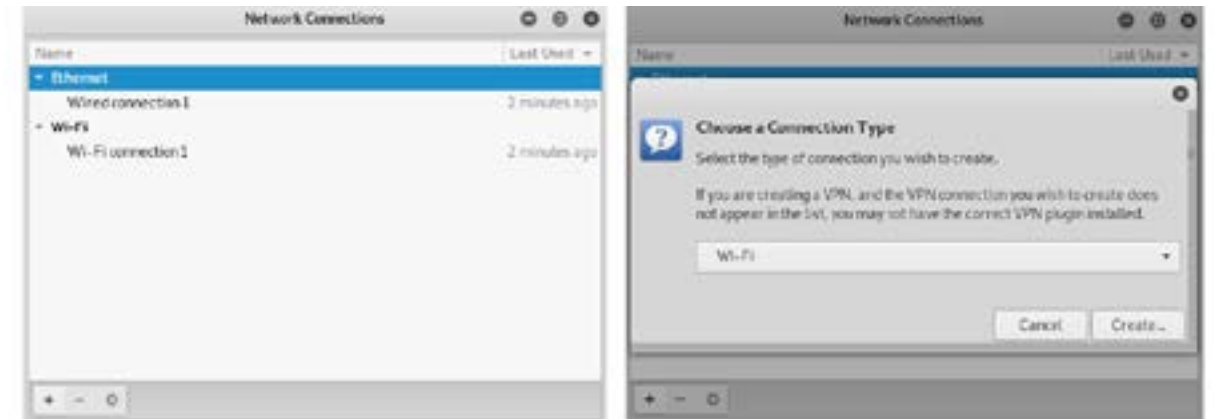 Network Connections
Name Last Used
Ethernet
Wired connection 1 2 minutes ago
Wi-Fi
Wi-Fi connection 1 2 minutes ago
+ -
Network Connections
Name Last Used
Choose a Connection Type
Select the type of connection you wish to create.
If you are creating a VPN, and the VPN connection you wish to create does
not appear in the list, you may not have the correct VPN plugin installed.
Wi-Fi
Cancel Create...
+ -